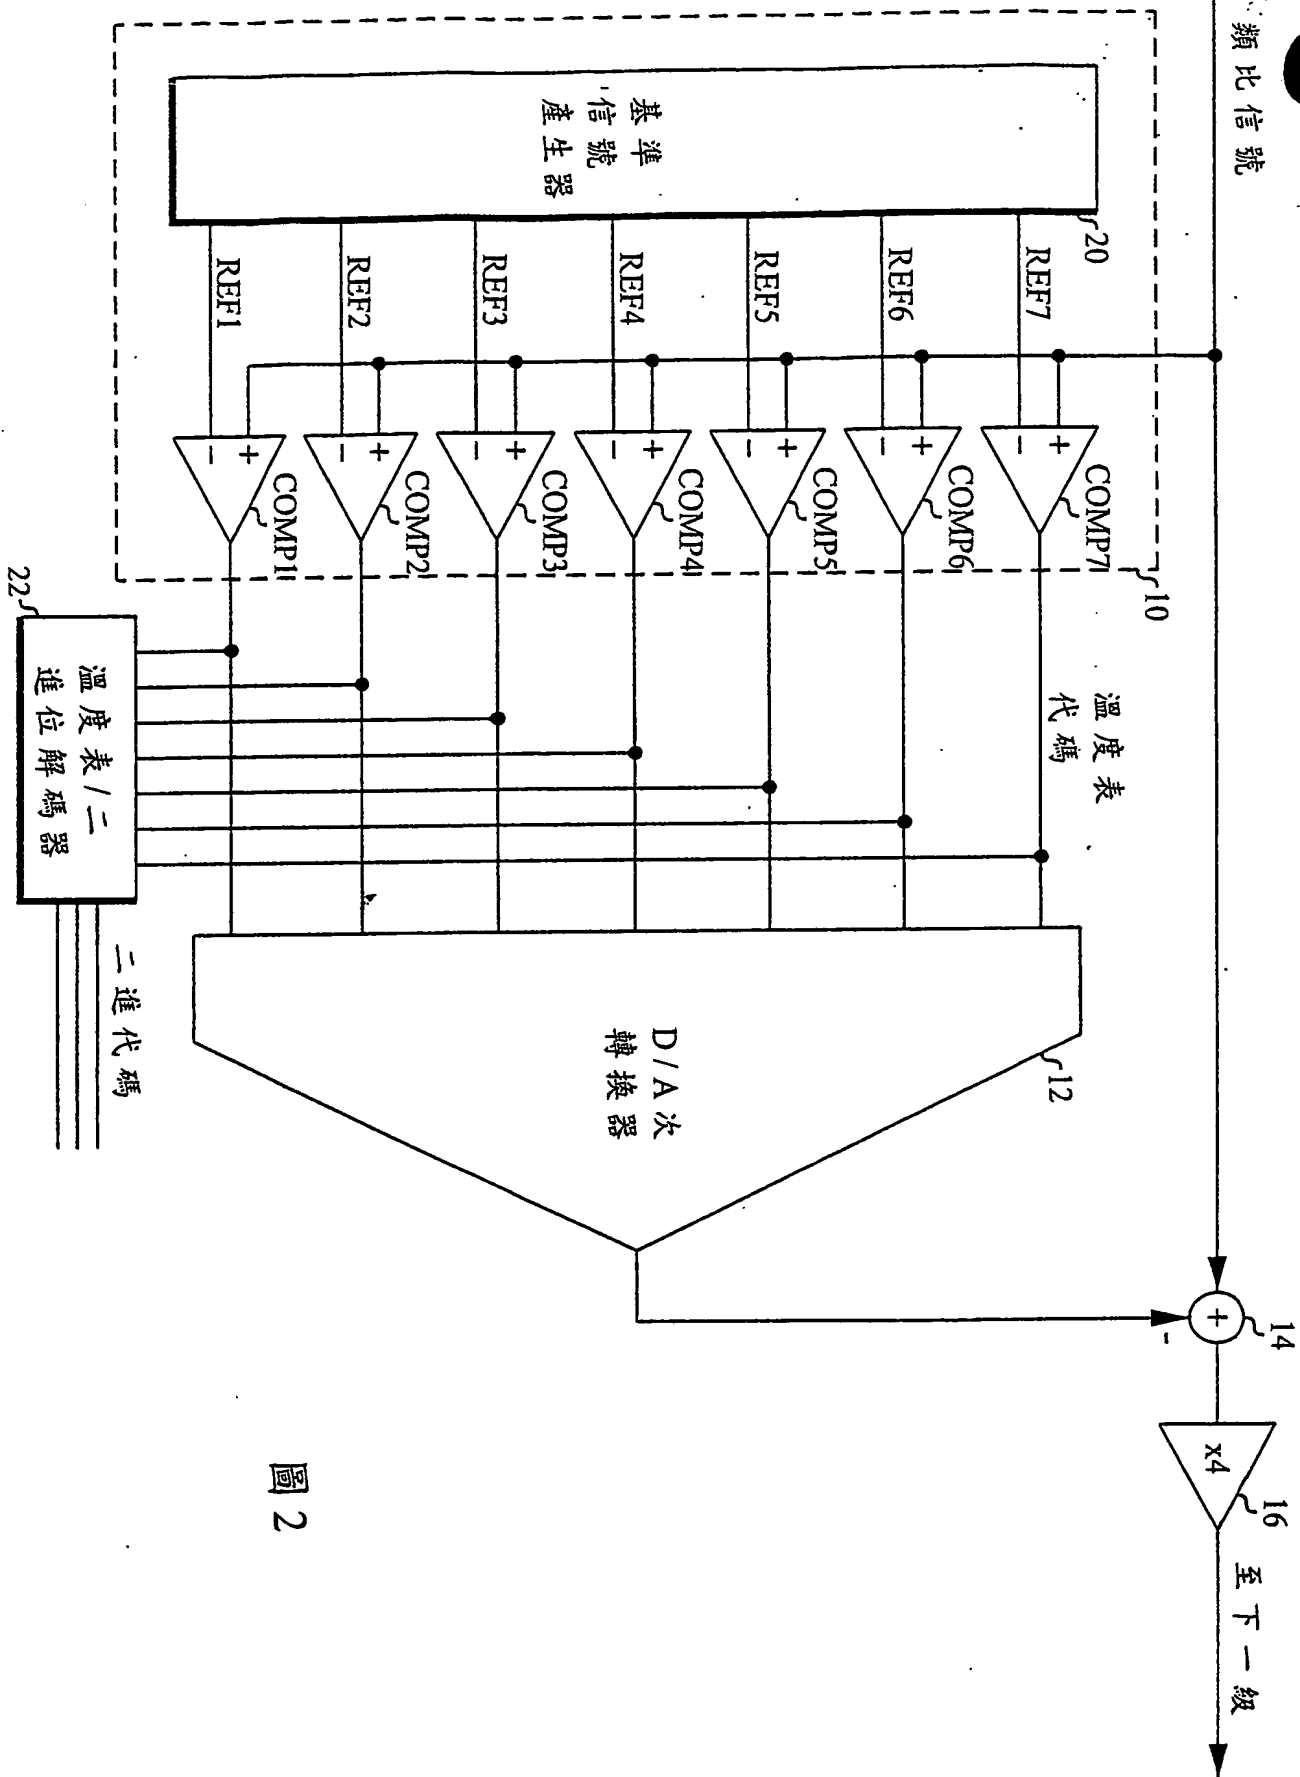 類比信號
基準
信號
產生器
20
REF7
REF6
REF5
REF4
REF3
REF2
REF1
+
-
COMP7
+
-
COMP6
+
-
COMP5
+
-
COMP4
+
-
COMP3
+
-
COMP2
+
-
COMP1
10
溫度表
代碼
22
溫度表/二
進位解碼器
二進代碼
D/A次
轉換器
12
+
-
14
x4
16
至下一級
圖2